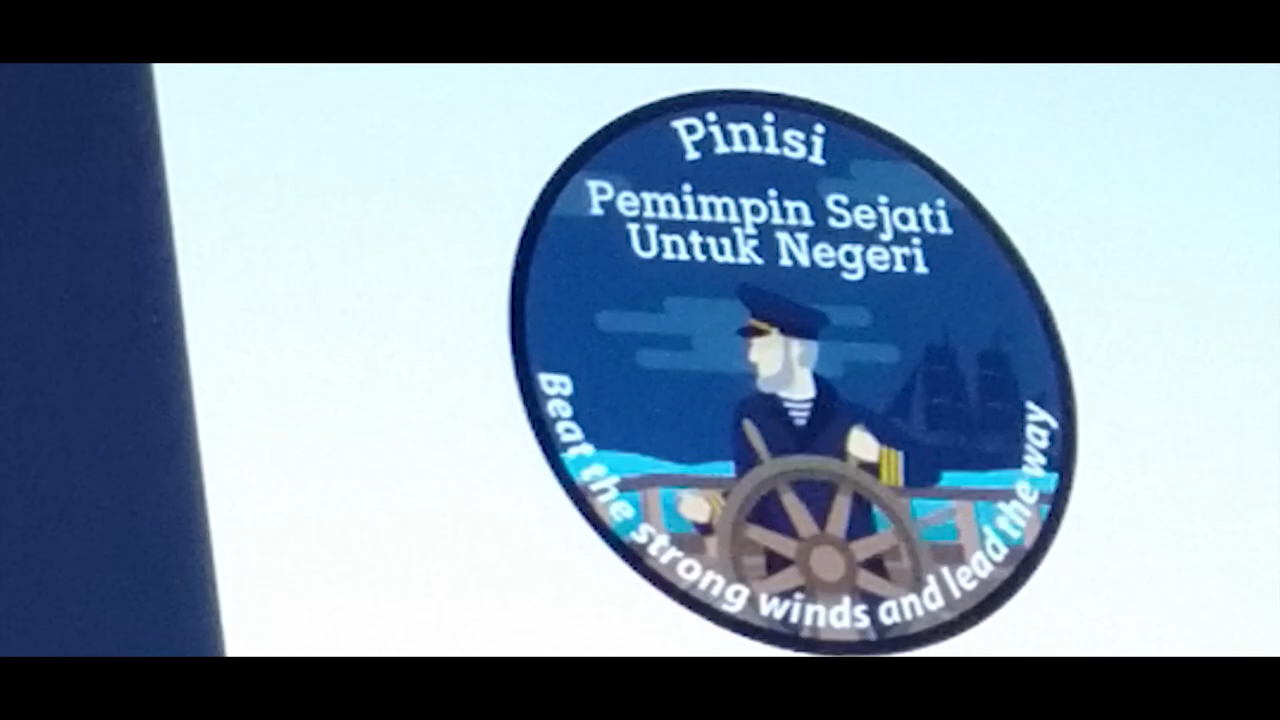 Pinisi
Pemimpin Sejati
Untuk Negeri
Beat the strong winds and lead the way